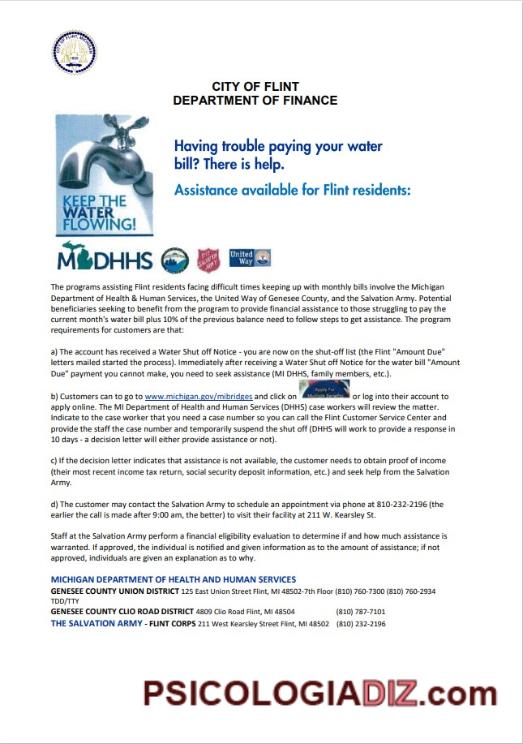 CITY OF FLINT
DEPARTMENT OF FINANCE
KEEP THE
WATER
FLOWING!
Having trouble paying your water
bill? There is help.
Assistance available for Flint residents:
MDHHS
United
Way
The programs assisting Flint residents facing difficult times keeping up with monthly bills involve the Michigan
Department of Health & Human Services, the United Way of Genesee County, and the Salvation Army. Potential
beneficiaries seeking to benefit from the program to provide financial assistance to those struggling to pay
the current month's water bill plus 10% of the previous balance need to follow steps to get assistance. The program
requirements for customers are that:
a) The account has received a Water Shut off Notice - you are now on the shut-off list (the Flint "Amount Due"
letters mailed started the process). Immediately after receiving a Water Shut off Notice for the water bill "Amount
Due" payment you cannot make, you need to seek assistance (MI DHHS, family members, etc.).
b) Customers can to go to www.michigan.gov/mibridges and click on or log into their account to
apply online. The MI Department of Health and Human Services (DHHS) case workers will review the matter.
Indicate to the case worker that you need a case number so you can call the Flint Customer Service Center and
provide the staff the case number and temporarily suspend the shut off (DHHS will work to provide a response in
10 days - a decision letter will either provide assistance or not).
c) If the decision letter indicates that assistance is not available, the customer needs to obtain proof of income
(their most recent income tax return, social security deposit information, etc.) and seek help from the Salvation
Army.
d) The customer may contact the Salvation Army to schedule an appointment via phone at 810-232-2196 (the
earlier the call is made after 9:00 am, the better) to visit their facility at 211 W. Kearsley St.
Staff at the Salvation Army perform a financial eligibility evaluation to determine if and how much assistance is
warranted. If approved, the individual is notified and given information as to the amount of assistance; if not
approved, individuals are given an explanation as to why.
MICHIGAN DEPARTMENT OF HEALTH AND HUMAN SERVICES
GENESEE COUNTY UNION DISTRICT 125 East Union Street Flint, MI 48502-7th Floor (810) 760-7300 (810) 760-2934
TDD/TTY
GENESEE COUNTY CLIO ROAD DISTRICT 4809 Clio Road Flint, MI 48504 (810) 787-7101
THE SALVATION ARMY - FLINT CORPS 211 West Kearsley Street Flint, MI 48502 (810) 232-2196
PSICOLOGIADIZ.com